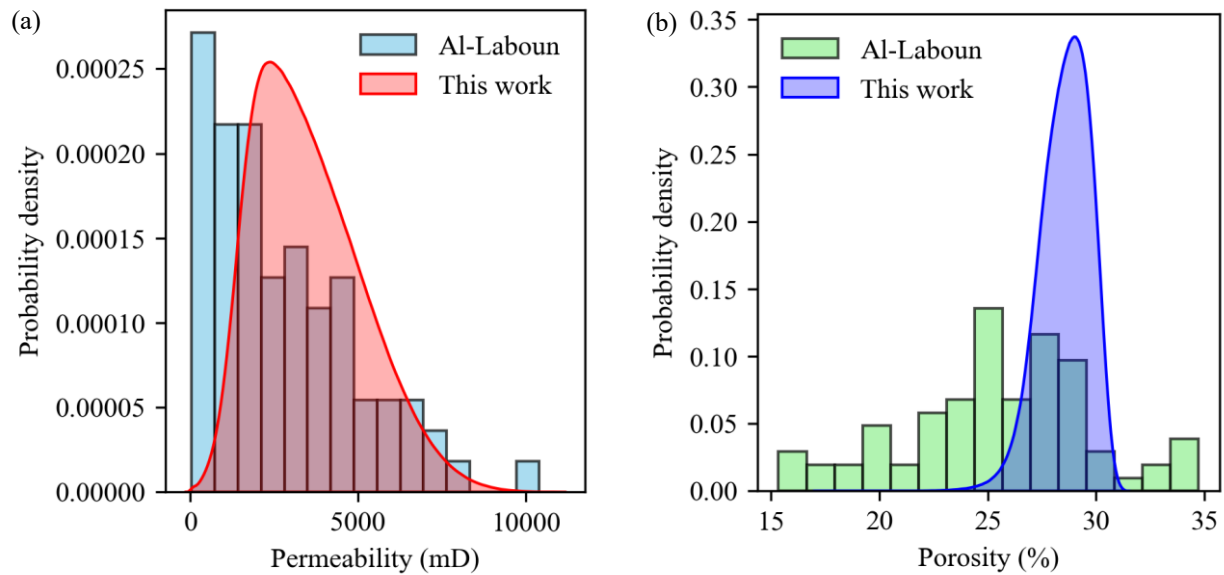 (a)
Al-Laboun
This work
Probability density
0.00025
0.00020
0.00015
0.00010
0.00005
0.00000
0
5000
10000
Permeability (mD)
(b)
Al-Laboun
This work
Probability density
0.35
0.30
0.25
0.20
0.15
0.10
0.05
0.00
15
20
25
30
35
Porosity (%)